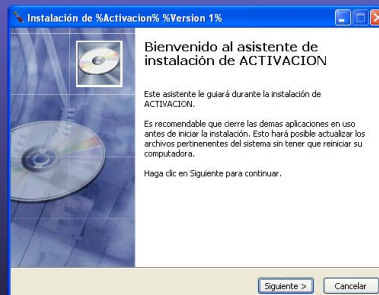 Instalación de %Activacion% %Version 1%
Bienvenido al asistente de
instalación de ACTIVACION
Este asistente le guiará durante la instalación de
ACTIVACION.
Es recomendable que cierre las demas aplicaciones en uso
antes de iniciar la instalación. Esto hará posible actualizar los
archivos pertinenentes del sistema sin tener que reiniciar su
computadora.
Haga clic en Siguiente para continuar.
Siguiente >
Cancelar